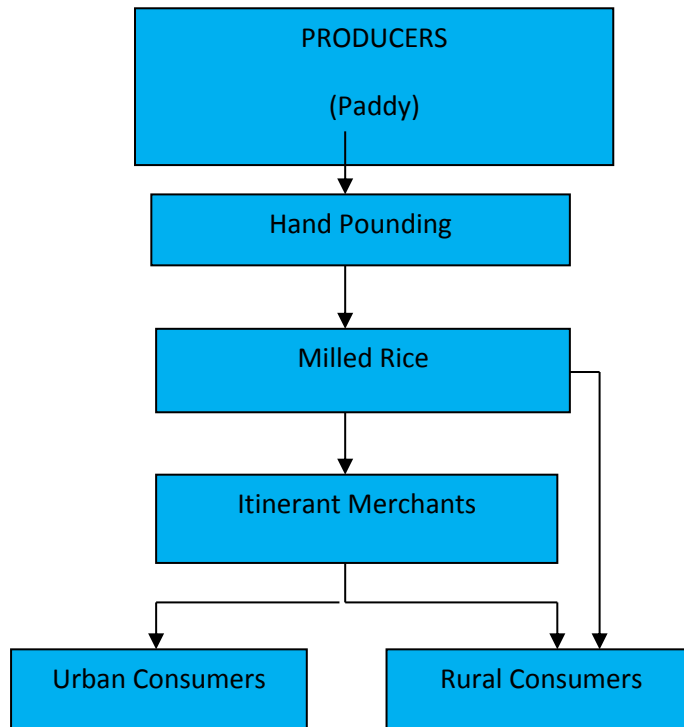 PRODUCERS
(Paddy)
Hand Pounding
Milled Rice
Itinerant Merchants
Urban Consumers
Rural Consumers